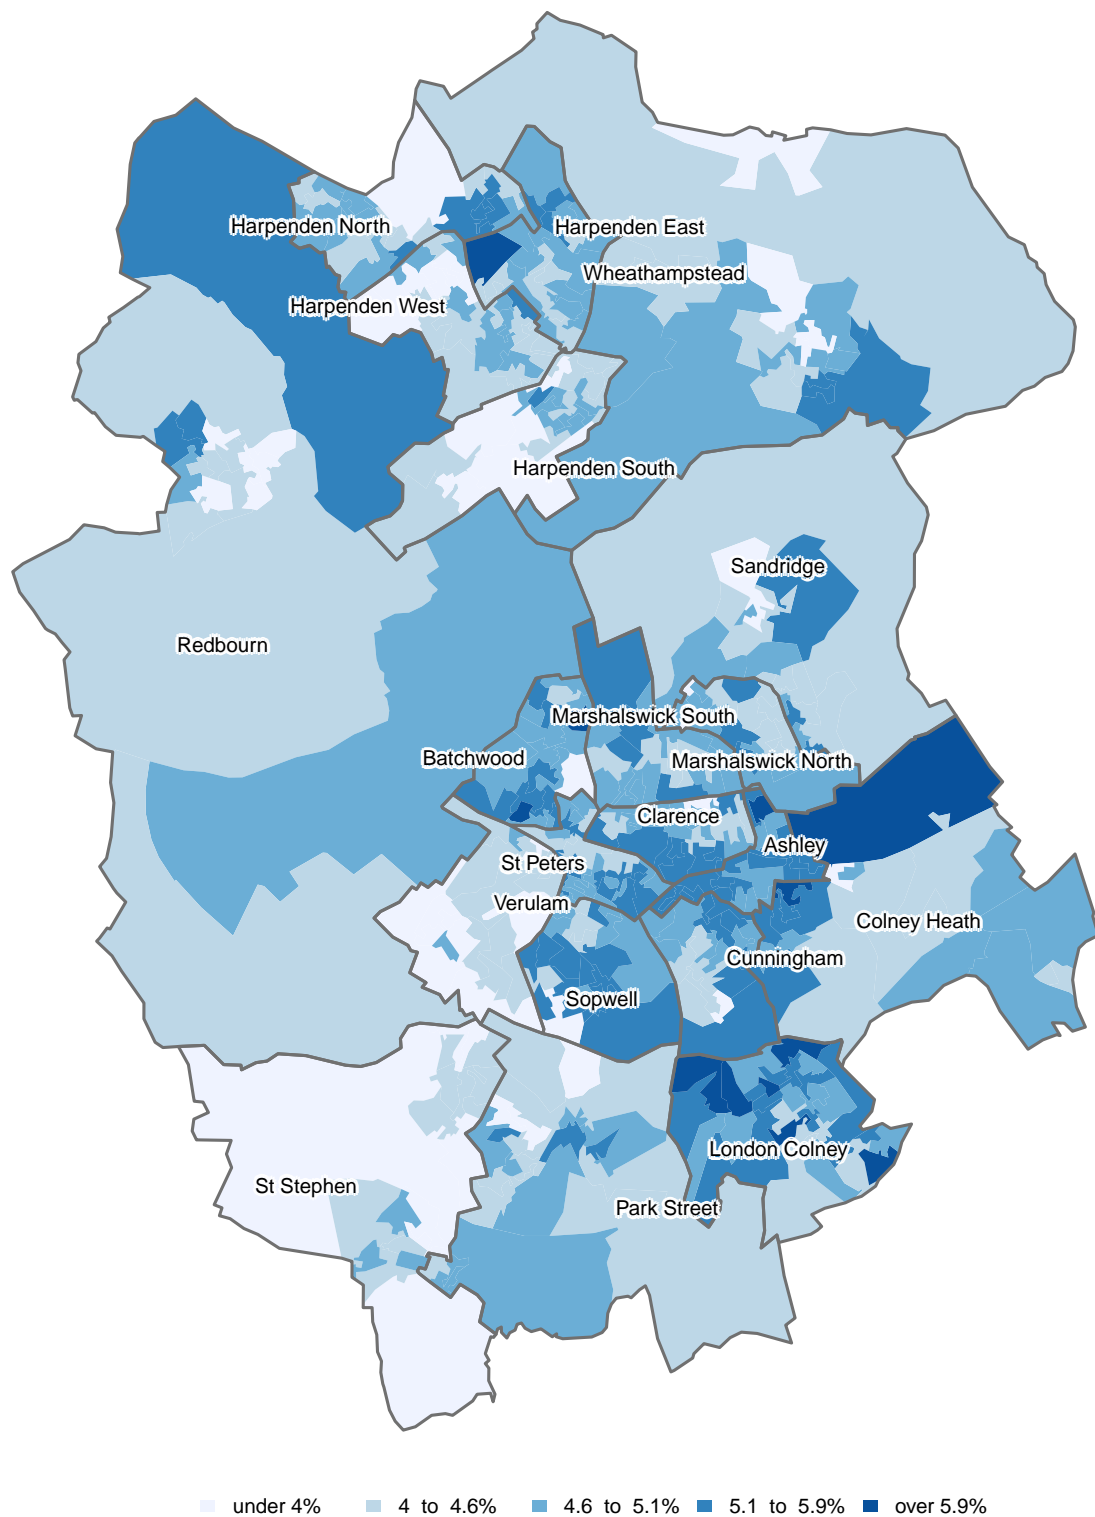 Harpenden North
Harpenden East
Wheathampstead
Harpenden West
Harpenden South
Sandridge
Redbourn
Marshalswick South
Batchwood
Marshalswick North
Clarence
Ashley
St Peters
Verulam
Colney Heath
Cunningham
Sopwell
London Colney
St Stephen
Park Street
under 4% 4 to 4.6% 4.6 to 5.1% 5.1 to 5.9% over 5.9%